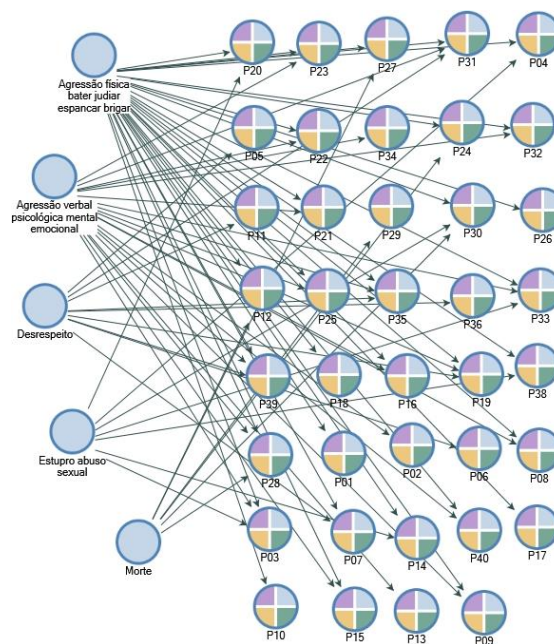 P20
P23
P27
P31
P04
Agressão física
bater judiar
espancar brigar
P05
P22
P34
P24
P32
Agressão verbal
psicológica mental
emocional
P11
P21
P29
P30
P26
Desrespeito
P12
P25
P35
P36
P33
P39
P18
P16
P19
P38
Estupro abuso
sexual
P28
P01
P02
P06
P08
Morte
P03
P07
P14
P40
P17
P10
P15
P13
P09